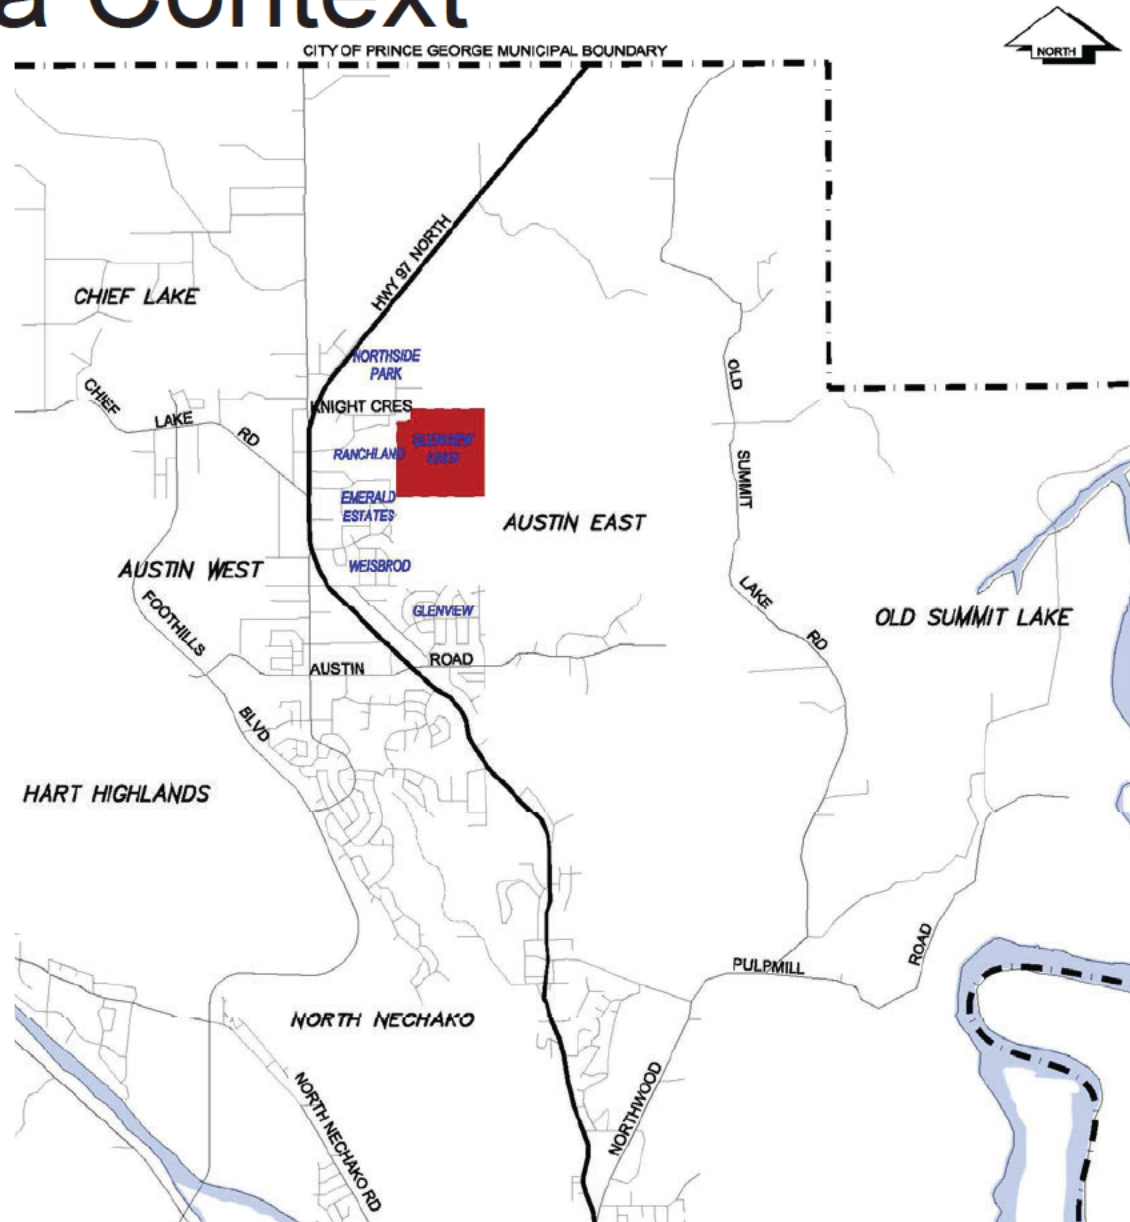 a Context
CITY OF PRINCE GEORGE MUNICIPAL BOUNDARY
NORTH
HWY 97 NORTH
CHIEF LAKE
NORTHSIDE
PARK
OLD
SUMMIT
LAKE
RD
CHIEF
LAKE
RD
KNIGHT CRES
GLENVIEW
RANCHLAND
EMERALD
ESTATES
AUSTIN EAST
AUSTIN WEST
WEISBROD
GLENVIEW
OLD SUMMIT LAKE
FOOTHILLS
BLVD
AUSTIN
ROAD
HART HIGHLANDS
PULPMILL
ROAD
NORTH NECHAKO
NORTHWOOD
NORTH NECHAKO RD